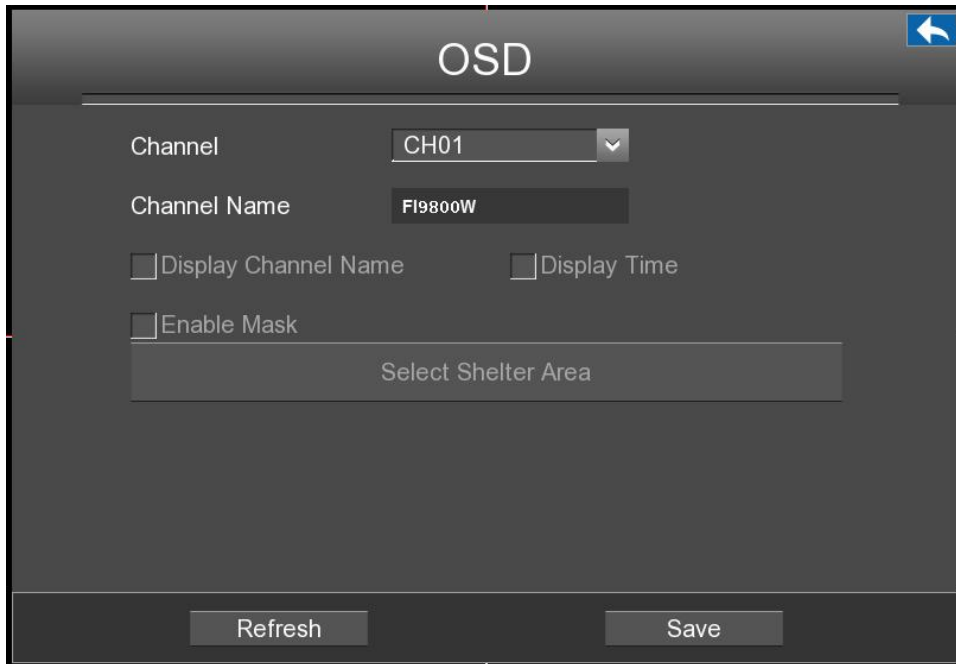 OSD
Channel CH01
Channel Name FI9800W
Display Channel Name Display Time
Enable Mask
Select Shelter Area
Refresh Save